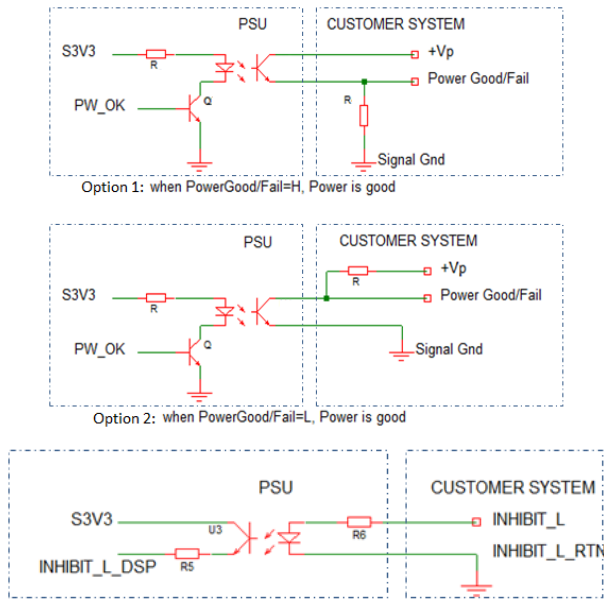 PSU
CUSTOMER SYSTEM
S3V3
R
+Vp
Power Good/Fail
PW_OK
Q
R
Signal Gnd
Option 1: when PowerGood/Fail=H, Power is good
PSU
CUSTOMER SYSTEM
S3V3
R
R
+Vp
Power Good/Fail
PW_OK
Q
Signal Gnd
Option 2: when PowerGood/Fail=L, Power is good
PSU
CUSTOMER SYSTEM
S3V3
U3
R6
INHIBIT_L
INHIBIT_L_DSP
R5
INHIBIT_L_RTN